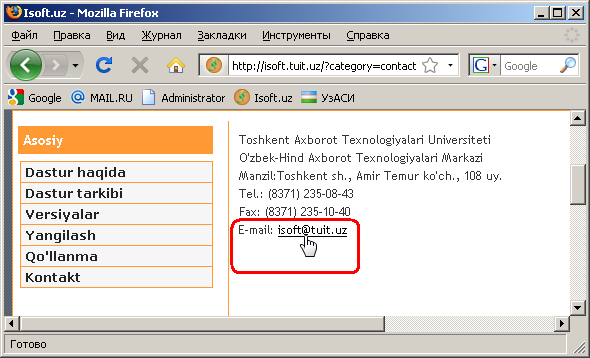 Isoft.uz - Mozilla Firefox
Файл Правка Вид Журнал Закладки Инструменты Справка
http://isoft.tuit.uz/?category=contact
G Google
Google @ MAIL.RU Administrator Isoft.uz УзАСИ
Asosiy
Dastur haqida
Dastur tarkibi
Versiyalar
Yangilash
Qo'llanma
Kontakt
Toshkent Axborot Texnologiyalari Universiteti
O'zbek-Hind Axborot Texnologiyalari Markazi
Manzil:Toshkent sh., Amir Temur ko'ch., 108 uy.
Tel.: (8371) 235-08-43
Fax: (8371) 235-10-40
E-mail: isoft@tuit.uz
Готово